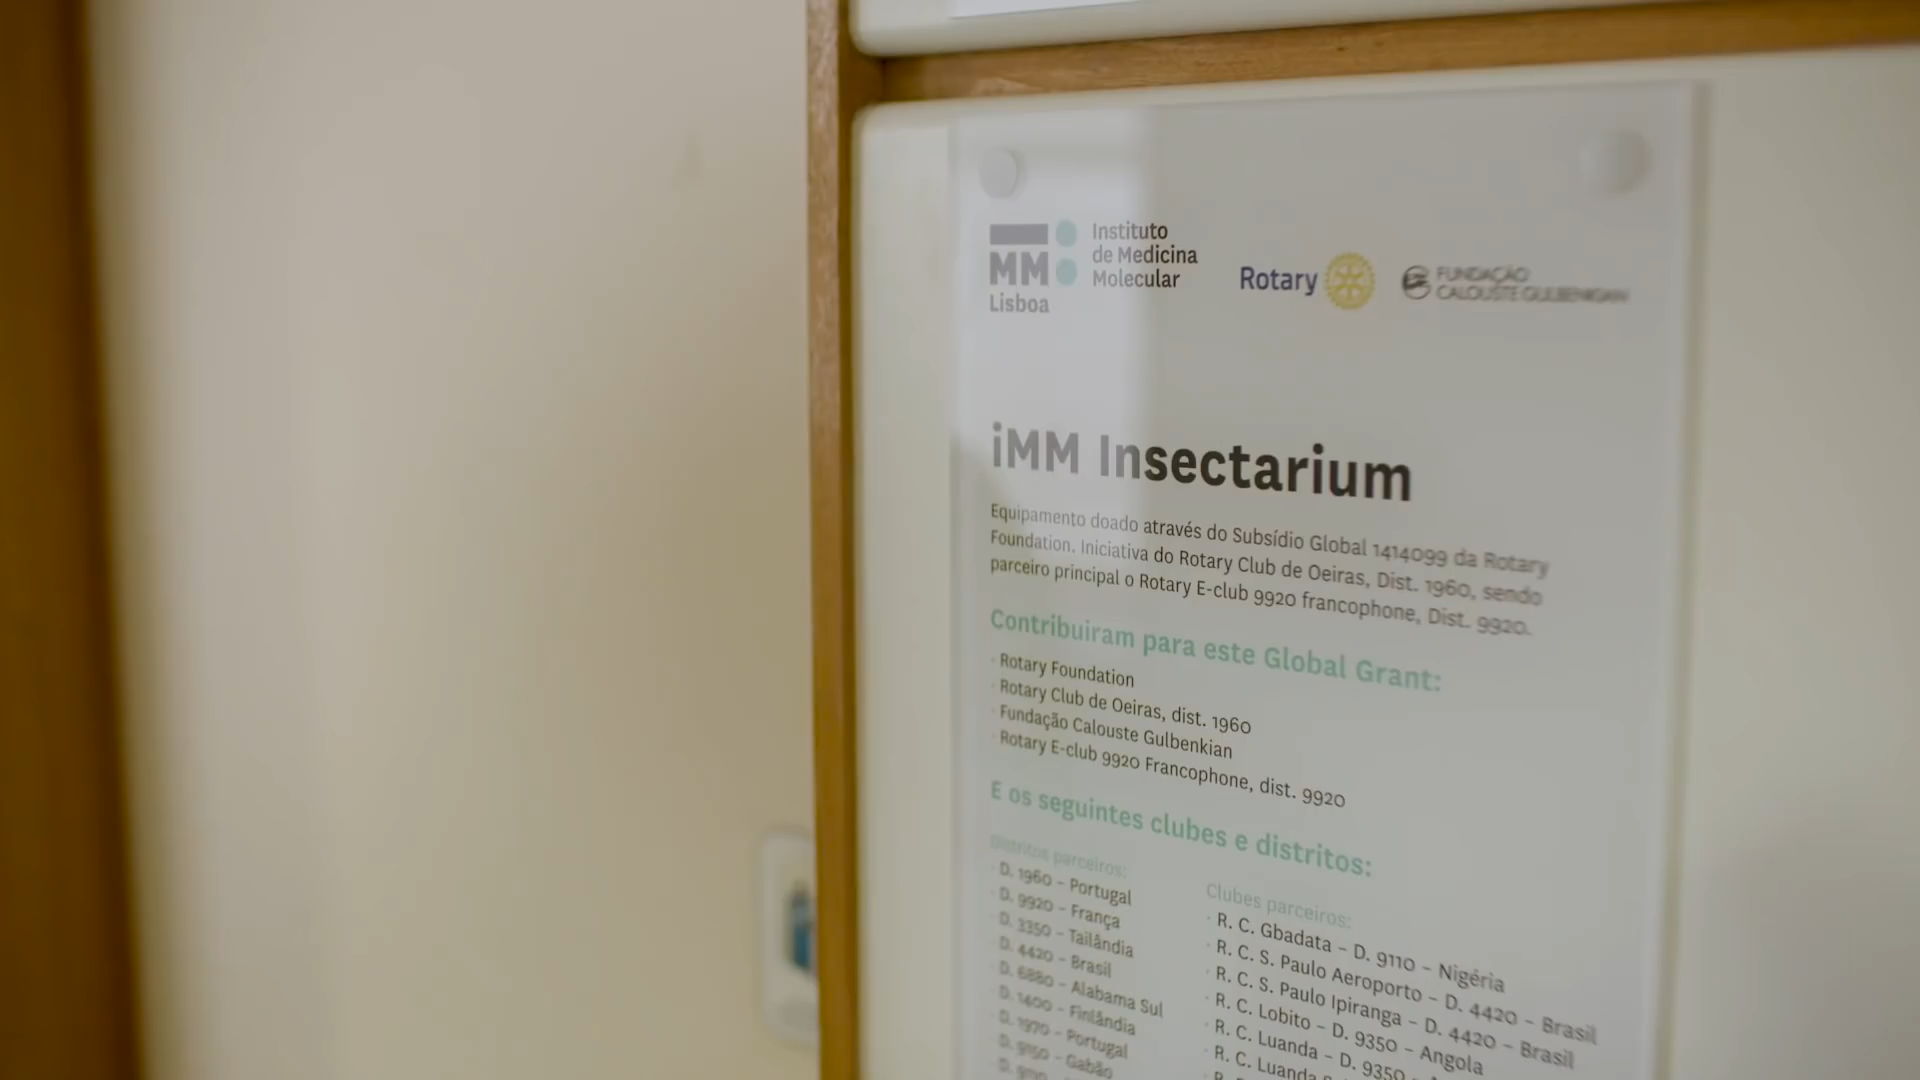 iMM
Lisboa
Instituto
de Medicina
Molecular
Rotary
FUNDAÇÃO
CALOUSTE GULBENKIAN
iMM Insectarium
Equipamento doado através do Subsídio Global 1414099 da Rotary
Foundation. Iniciativa do Rotary Club de Oeiras, Dist. 1960, sendo
parceiro principal o Rotary E-club 9920 francophone, Dist. 9920.
Contribuiram para este Global Grant:
· Rotary Foundation
· Rotary Club de Oeiras, dist. 1960
· Fundação Calouste Gulbenkian
· Rotary E-club 9920 Francophone, dist. 9920
E os seguintes clubes e distritos:
Distritos parceiros:
· D. 1960 – Portugal
· D. 9920 – França
· D. 3350 – Tailândia
· D. 4420 – Brasil
· D. 6880 – Alabama Sul
· D. 1400 – Finlândia
· D. 1970 – Portugal
· D. 9150 – Gabão
· D.
Clubes parceiros:
· R. C. Gbadata – D. 9110 – Nigéria
· R. C. S. Paulo Aeroporto – D. 4420 – Brasil
· R. C. S. Paulo Ipiranga – D. 4420 – Brasil
· R. C. Lobito – D. 9350 – Angola
· R. C. Luanda – D. 9350
· R. C. Luanda